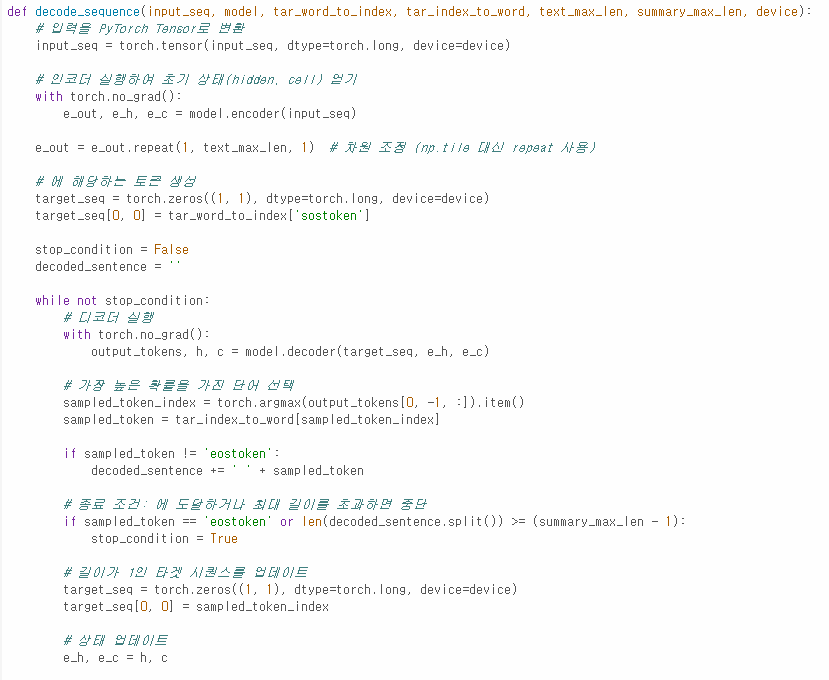 def decode_sequence(input_seq, model, tar_word_to_index, tar_index_to_word, text_max_len, summary_max_len, device):
    # 입력을 PyTorch Tensor로 변환
    input_seq = torch.tensor(input_seq, dtype=torch.long, device=device)

    # 인코더 실행하여 초기 상태(hidden, cell) 얻기
    with torch.no_grad():
        e_out, e_h, e_c = model.encoder(input_seq)

    e_out = e_out.repeat(1, text_max_len, 1)  # 차원 조정 (np.tile 대신 repeat 사용)

    # 에 해당하는 토큰 생성
    target_seq = torch.zeros((1, 1), dtype=torch.long, device=device)
    target_seq[0, 0] = tar_word_to_index['sostoken']

    stop_condition = False
    decoded_sentence = ''

    while not stop_condition:
        # 디코더 실행
        with torch.no_grad():
            output_tokens, h, c = model.decoder(target_seq, e_h, e_c)

        # 가장 높은 확률을 가진 단어 선택
        sampled_token_index = torch.argmax(output_tokens[0, -1, :]).item()
        sampled_token = tar_index_to_word[sampled_token_index]

        if sampled_token != 'eostoken':
            decoded_sentence += ' ' + sampled_token

        # 종료 조건: 에 도달하거나 최대 길이를 초과하면 중단
        if sampled_token == 'eostoken' or len(decoded_sentence.split()) >= (summary_max_len - 1):
            stop_condition = True

        # 길이가 1인 타겟 시퀀스를 업데이트
        target_seq = torch.zeros((1, 1), dtype=torch.long, device=device)
        target_seq[0, 0] = sampled_token_index

        # 상태 업데이트
        e_h, e_c = h, c